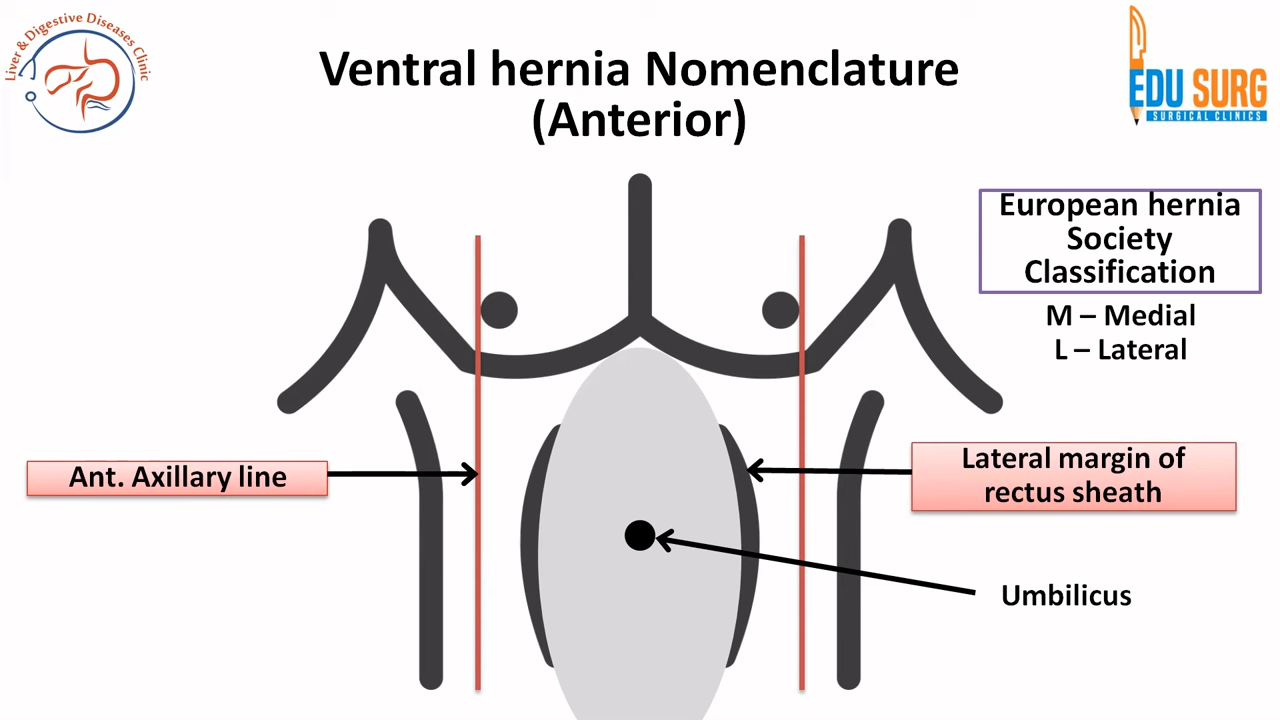 Liver & Digestive Diseases Clinic
Ventral hernia Nomenclature
(Anterior)
EDU SURG
SURGICAL CLINICS
European hernia
Society
Classification
M – Medial
L – Lateral
Ant. Axillary line
Lateral margin of
rectus sheath
Umbilicus